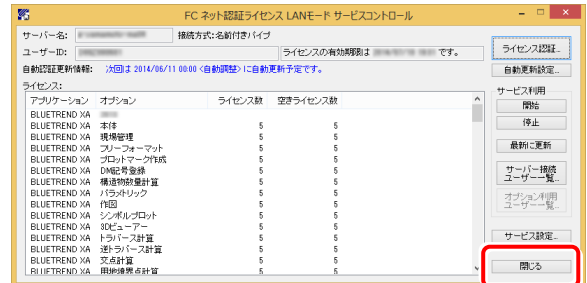 FC ネット認証ライセンス LANモード サービスコントロール
サーバー名: 接続方式:名前付きパイプ
ユーザーID: ライセンスの有効期限は です。
自動認証更新情報: 次回は 2014/06/11 00:00 <自動調整> に自動更新予定です。
ライセンス:
アプリケーション オプション ライセンス数 空きライセンス数
BLUETREND XA
BLUETREND XA 本体 5 5
BLUETREND XA 現場管理 5 5
BLUETREND XA フリーフォーマット 5 5
BLUETREND XA プロットマーク作成 5 5
BLUETREND XA DM記号登録 5 5
BLUETREND XA 構造物数量計算 5 5
BLUETREND XA パラメトリック 5 5
BLUETREND XA 作図 5 5
BLUETREND XA シンボルプロット 5 5
BLUETREND XA 3Dビューアー 5 5
BLUETREND XA トラバース計算 5 5
BLUETREND XA 逆トラバース計算 5 5
BLUETREND XA 交点計算 5 5
BLUETREND XA 用地境界点計算 5 5
ライセンス認証...
自動更新設定...
サービス利用
開始
停止
最新に更新
サーバー接続
ユーザー一覧...
オプション利用
ユーザー一覧...
サービス設定...
閉じる